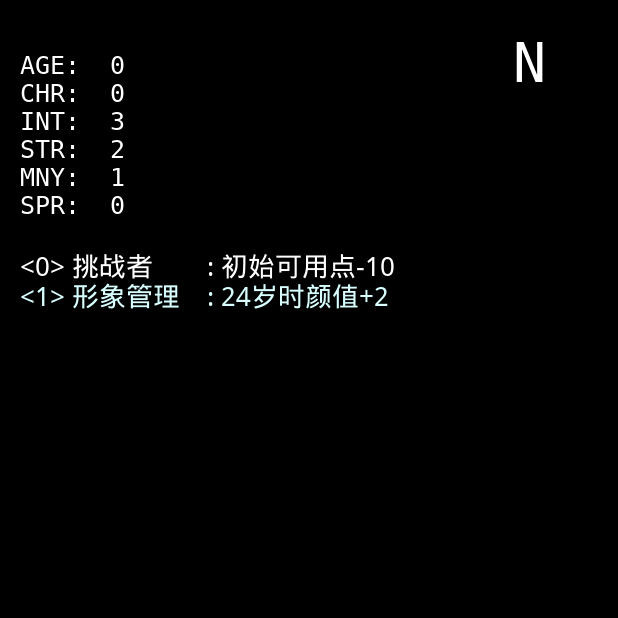 N
AGE: 0
CHR: 0
INT: 3
STR: 2
MNY: 1
SPR: 0
<0> 挑战者 : 初始可用点-10
<1> 形象管理 : 24岁时颜值+2